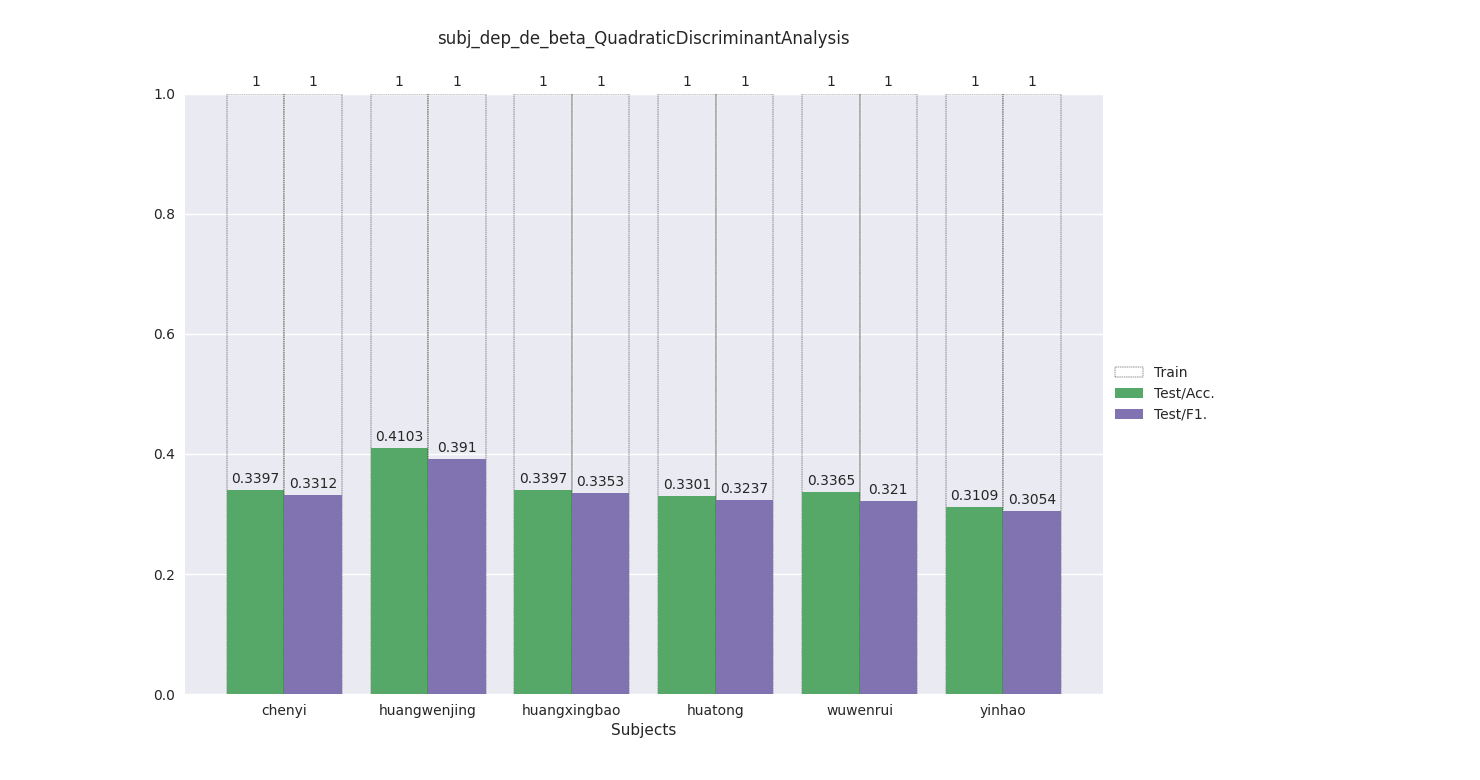 subj_dep_de_beta_QuadraticDiscriminantAnalysis
1 1 1 1 1 1 1 1 1 1 1 1
1.0
0.8
0.6
0.4
0.2
0.0
0.3397 0.3312 0.4103 0.391 0.3397 0.3353 0.3301 0.3237 0.3365 0.321 0.3109 0.3054
Train
Test/Acc.
Test/F1.
chenyi huangwenjing huangxingbao huatong wuwenrui yinhao
Subjects